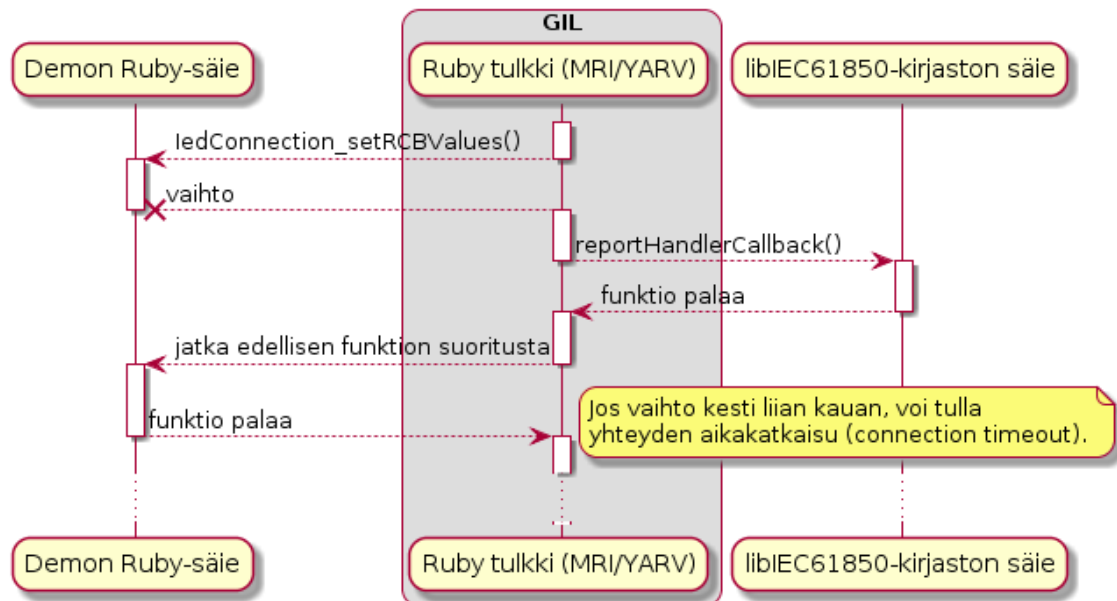 GIL
Demon Ruby-säie
Ruby tulkki (MRI/YARV)
libIEC61850-kirjaston säie
IedConnection_setRCBValues()
vaihto
reportHandlerCallback()
funktio palaa
jatka edellisen funktion suoritusta
Jos vaihto kesti liian kauan, voi tulla
yhteyden aikakatkaisu (connection timeout).
funktio palaa
Demon Ruby-säie
Ruby tulkki (MRI/YARV)
libIEC61850-kirjaston säie